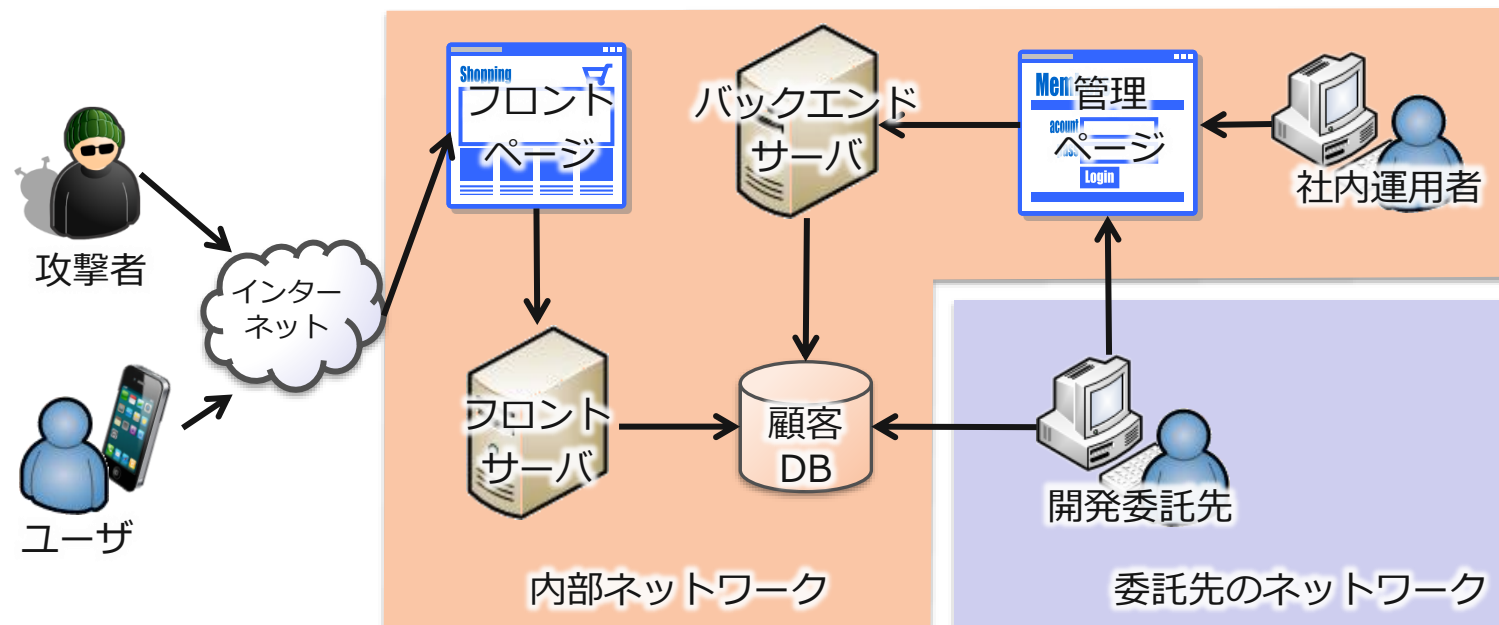 Shopping
フロント
ページ
バックエンド
サーバ
管理
ページ
acount
Login
社内運用者
攻撃者
インター
ネット
フロント
サーバ
顧客
DB
開発委託先
ユーザ
内部ネットワーク
委託先のネットワーク